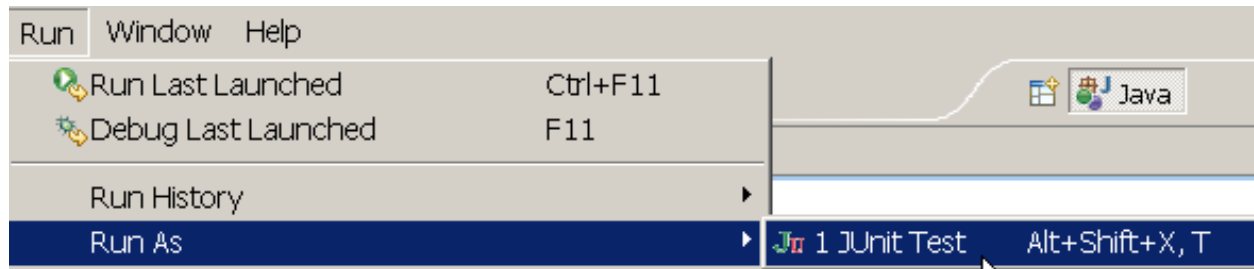 Run Window Help
Run Last Launched Ctrl+F11
Java
Debug Last Launched F11
Run History
Run As
JU 1 JUnit Test Alt+Shift+X, T